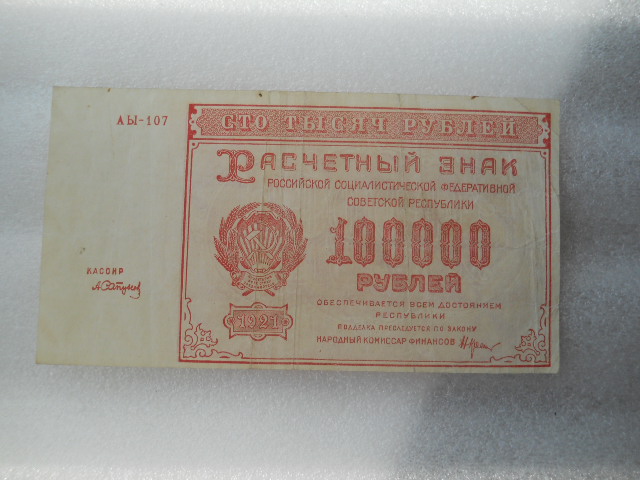 АЫ-107
СТО ТЫСЯЧ РУБЛЕЙ
РАСЧЕТНЫЙ ЗНАК
РОССИЙСКОЙ СОЦИАЛИСТИЧЕСКОЙ ФЕДЕРАТИВНОЙ
СОВЕТСКОЙ РЕСПУБЛИКИ
100000
РУБЛЕЙ
КАССИР
1921
ОБЕСПЕЧИВАЕТСЯ ВСЕМ ДОСТОЯНИЕМ
РЕСПУБЛИКИ
ПОДДЕЛКА ПРЕСЛЕДУЕТСЯ ПО ЗАКОНУ
НАРОДНЫЙ КОМИССАР ФИНАНСОВ